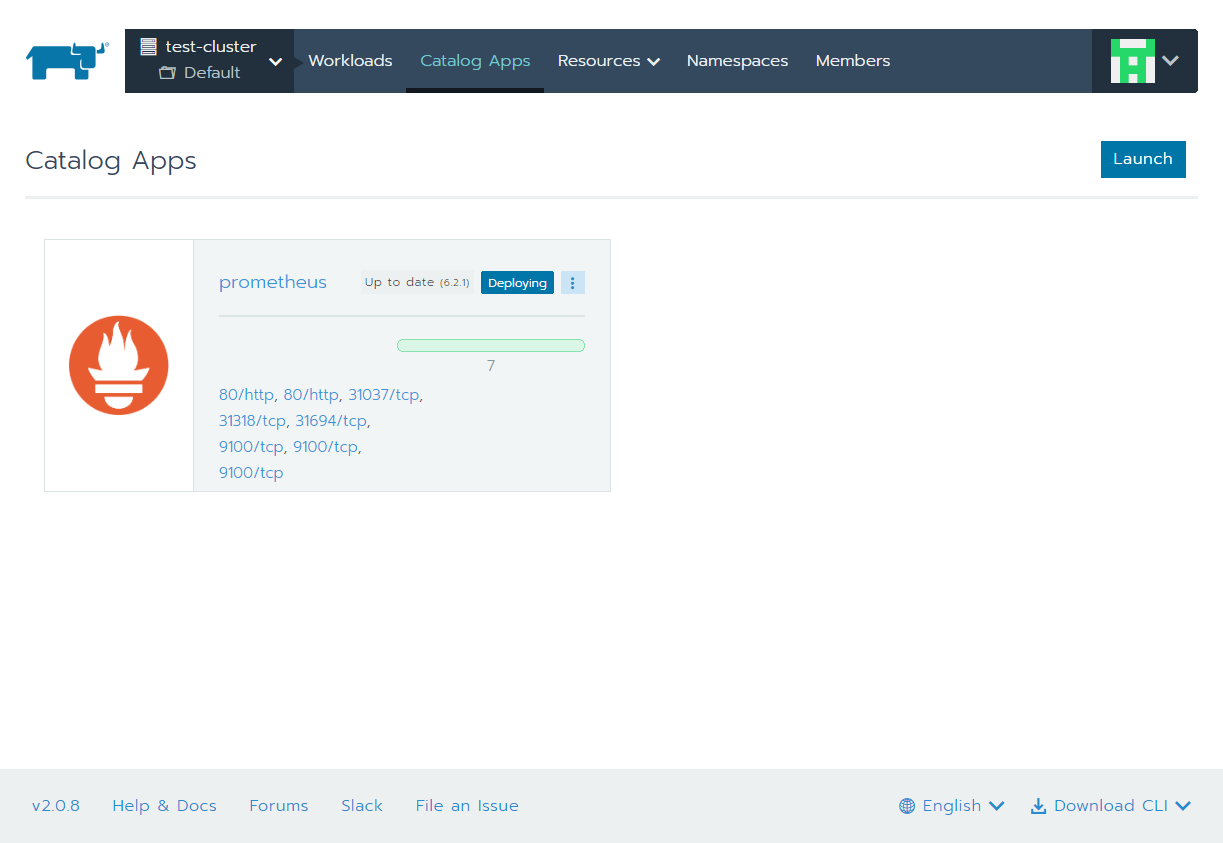 test-cluster
Default
Workloads Catalog Apps Resources Namespaces Members
Catalog Apps
Launch
prometheus Up to date (6.2.1) Deploying
7
80/http, 80/http, 31037/tcp,
31318/tcp, 31694/tcp,
9100/tcp, 9100/tcp,
9100/tcp
v2.0.8 Help & Docs Forums Slack File an Issue English Download CLI